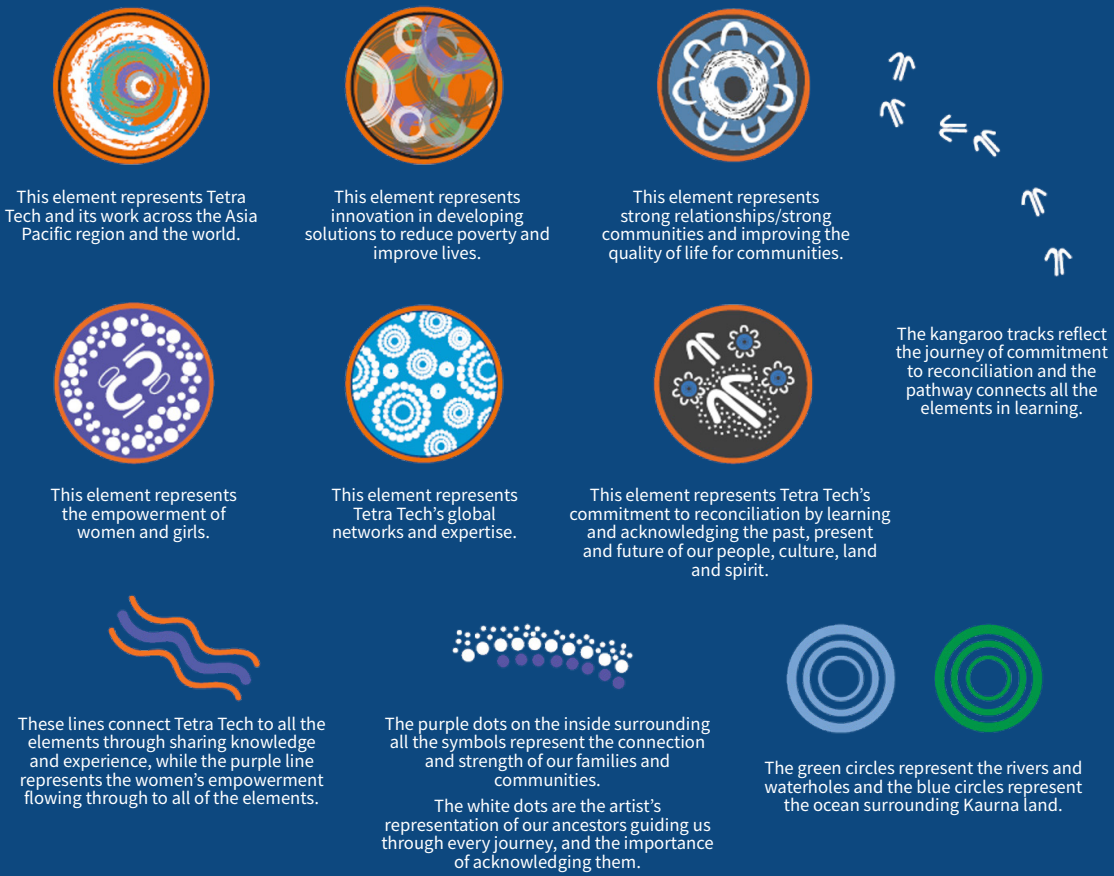 This element represents Tetra
Tech and its work across the Asia
Pacific region and the world.
This element represents
innovation in developing
solutions to reduce poverty and
improve lives.
This element represents
strong relationships/strong
communities and improving the
quality of life for communities.
The kangaroo tracks reflect
the journey of commitment
to reconciliation and the
pathway connects all the
elements in learning.
This element represents
the empowerment of
women and girls.
This element represents
Tetra Tech’s global
networks and expertise.
This element represents Tetra Tech’s
commitment to reconciliation by learning
and acknowledging the past, present
and future of our people, culture, land
and spirit.
These lines connect Tetra Tech to all the
elements through sharing knowledge
and experience, while the purple line
represents the women’s empowerment
flowing through to all of the elements.
The purple dots on the inside surrounding
all the symbols represent the connection
and strength of our families and
communities.
The white dots are the artist’s
representation of our ancestors guiding us
through every journey, and the importance
of acknowledging them.
The green circles represent the rivers and
waterholes and the blue circles represent
the ocean surrounding Kaurna land.